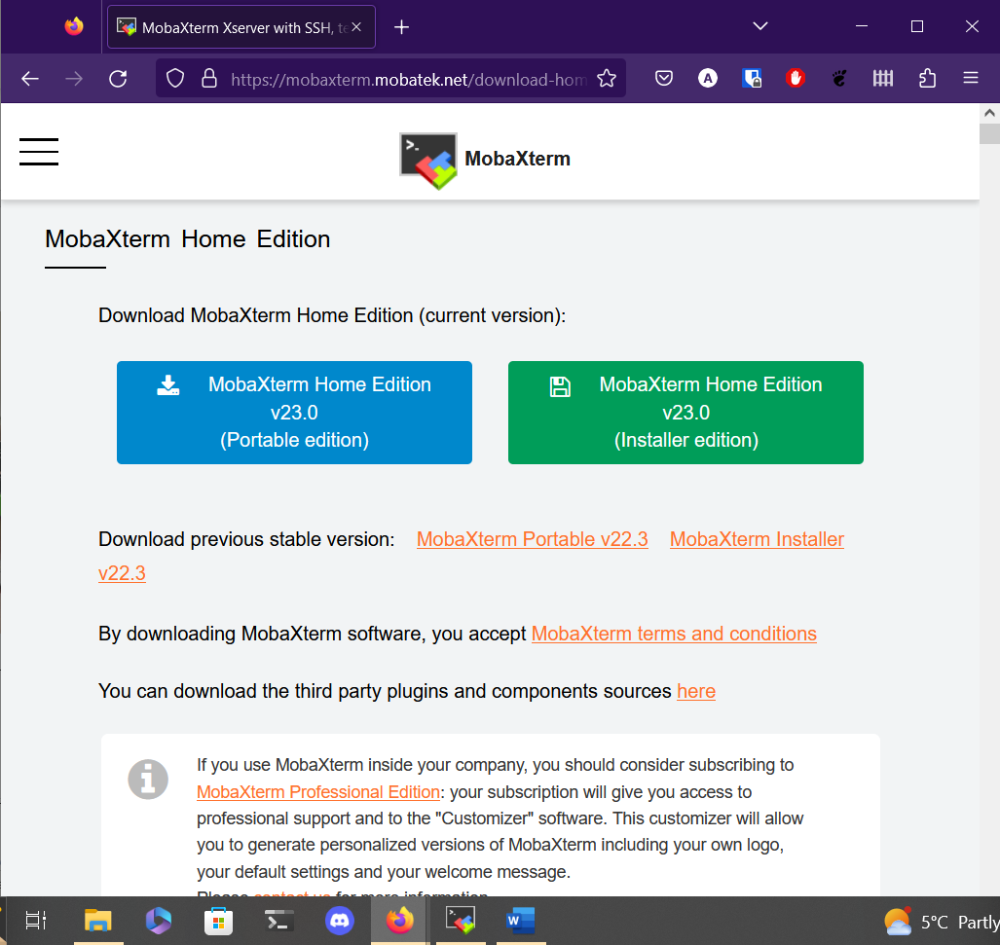 MobaXterm Xserver with SSH, te
https://mobaxterm.mobatek.net/download-hom
A
MobaXterm
MobaXterm Home Edition
Download MobaXterm Home Edition (current version):
MobaXterm Home Edition
v23.0
(Portable edition)
MobaXterm Home Edition
v23.0
(Installer edition)
Download previous stable version: MobaXterm Portable v22.3 MobaXterm Installer
v22.3
By downloading MobaXterm software, you accept MobaXterm terms and conditions
You can download the third party plugins and components sources here
If you use MobaXterm inside your company, you should consider subscribing to
MobaXterm Professional Edition: your subscription will give you access to
professional support and to the "Customizer" software. This customizer will allow
you to generate personalized versions of MobaXterm including your own logo,
your default settings and your welcome message.
Please contact us for more information
5°C Partly